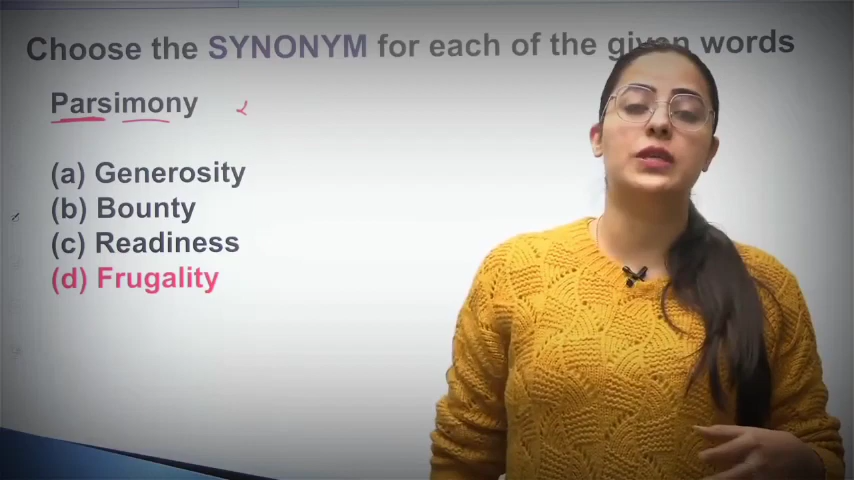 Choose the SYNONYM for each of the given words
Parsimony
(a) Generosity
(b) Bounty
(c) Readiness
(d) Frugality